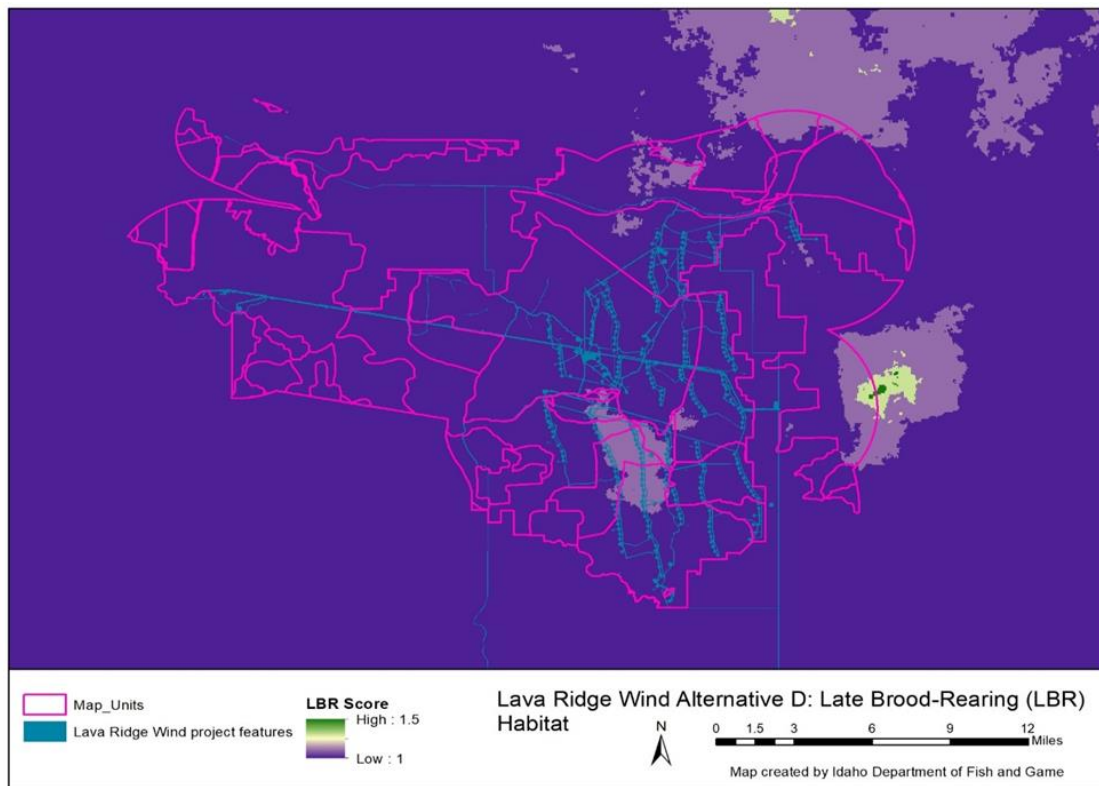 Map_Units
Lava Ridge Wind project features
LBR Score
High : 1.5
Low : 1
Lava Ridge Wind Alternative D: Late Brood-Rearing (LBR)
Habitat
N
0 1.5 3 6 9 12
Miles
Map created by Idaho Department of Fish and Game